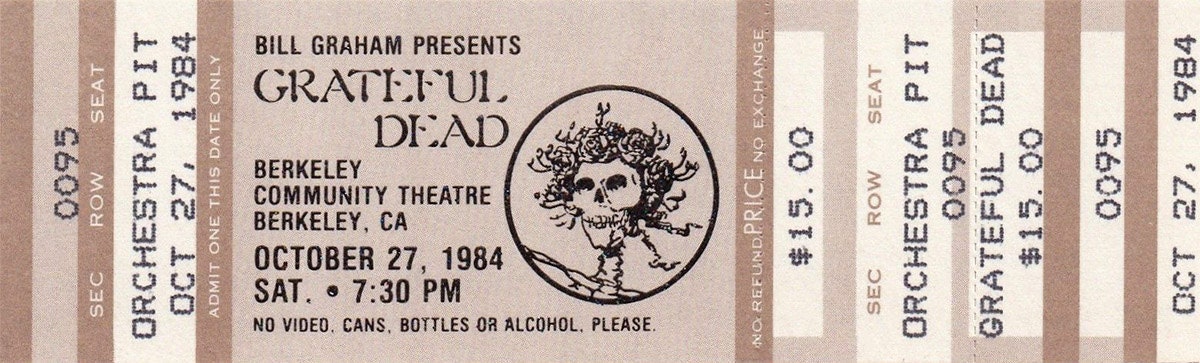 0095
SEC ROW SEAT
ORCHESTRA PIT
OCT 27, 1984
ADMIT ONE THIS DATE ONLY
BILL GRAHAM PRESENTS
GRATEFUL
DEAD
BERKELEY
COMMUNITY THEATRE
BERKELEY, CA
OCTOBER 27, 1984
SAT. • 7:30 PM
NO VIDEO, CANS, BOTTLES OR ALCOHOL, PLEASE.
NO REFUND PRICE NO EXCHANGE
$15.00
SEC ROW SEAT
ORCHESTRA PIT
0095
GRATEFUL DEAD
$15.00
0095
OCT 27, 1984